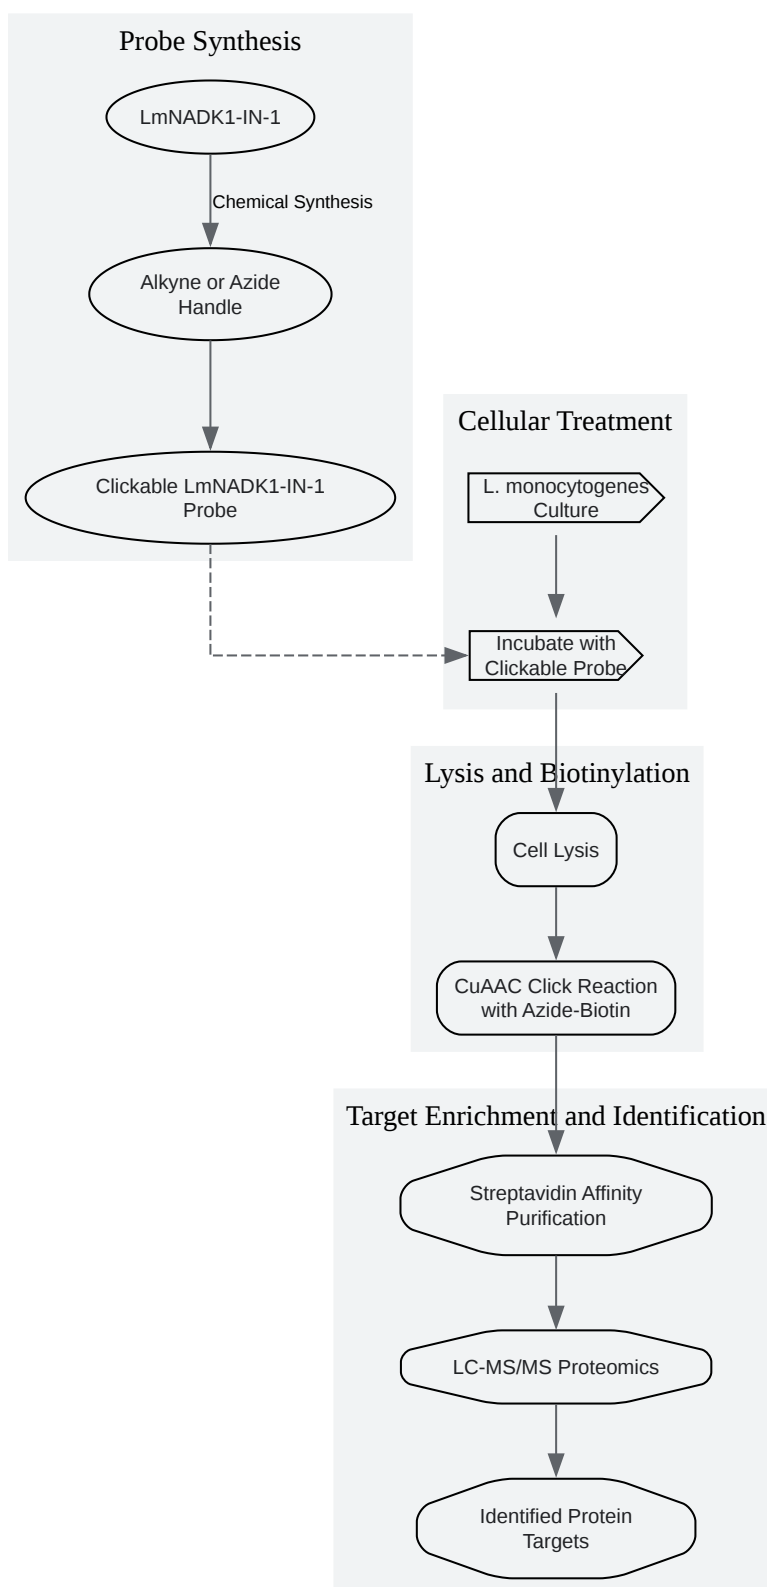 Probe Synthesis
LmNADK1-IN-1
Chemical Synthesis
Alkyne or Azide
Handle
Clickable LmNADK1-IN-1
Probe
Cellular Treatment
L. monocytogenes
Culture
Incubate with
Clickable Probe
Lysis and Biotinylation
Cell Lysis
CuAAC Click Reaction
with Azide-Biotin
Target Enrichment and Identification
Streptavidin Affinity
Purification
LC-MS/MS Proteomics
Identified Protein
Targets